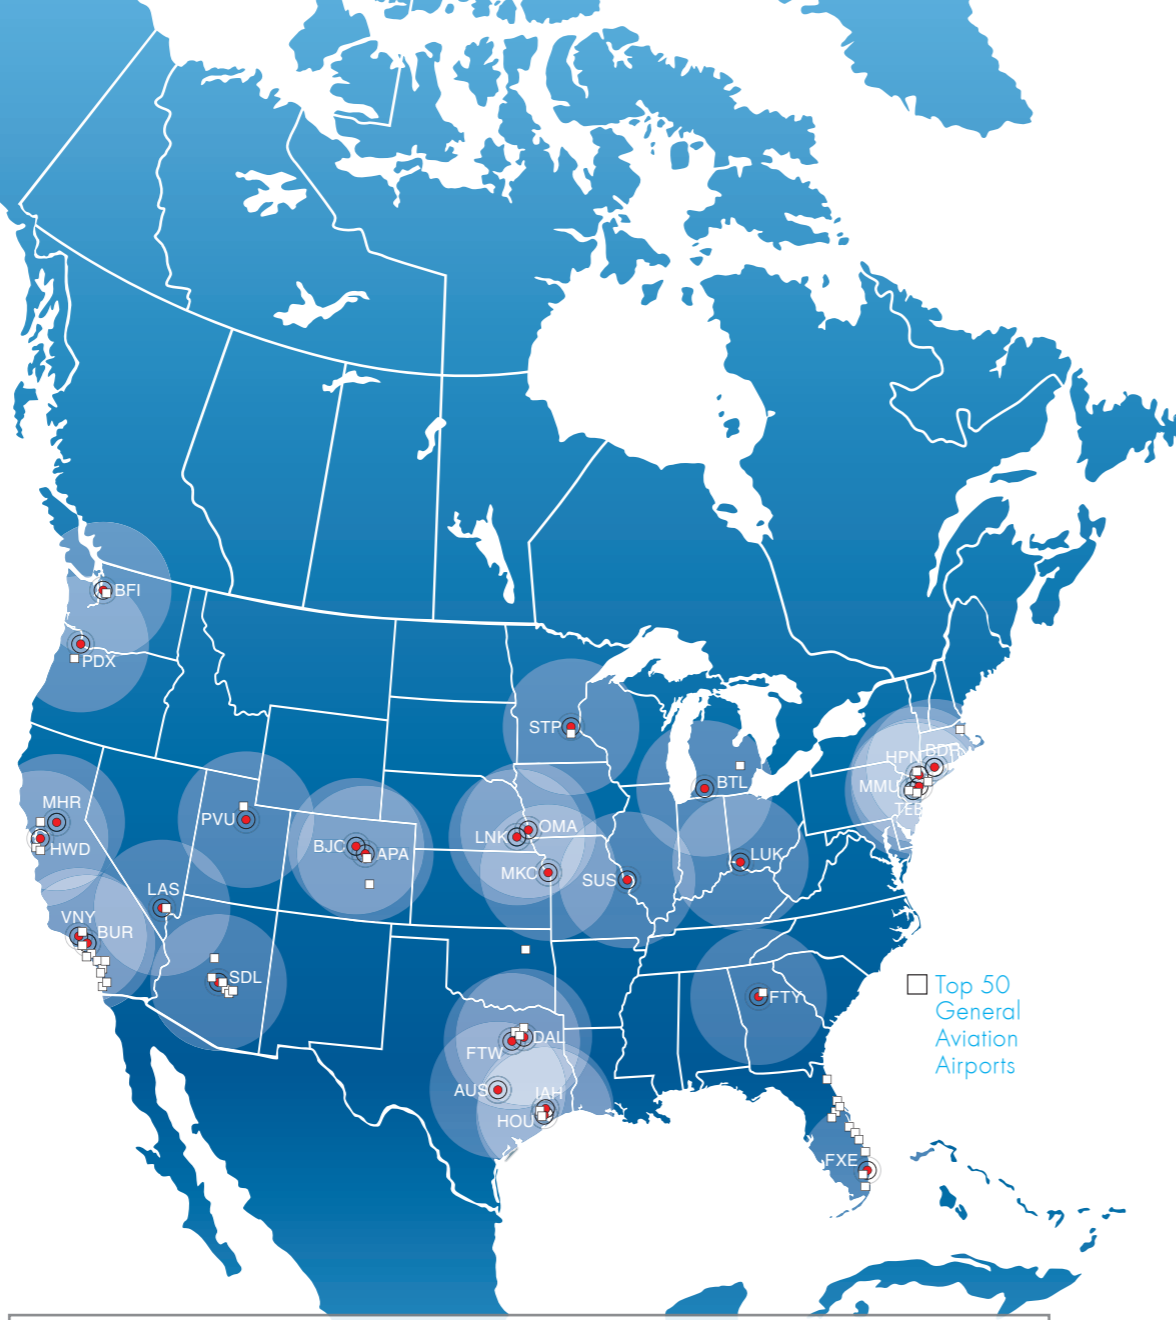 BFI
PDX
STP
HPN
BDR
MMU
TEB
BTL
MHR
HWD
PVU
BJC
APA
LNK
OMA
MKC
SUS
LUK
LAS
VNY
BUR
SDL
FTY
Top 50
General
Aviation
Airports
DAL
FTW
AUS
IAH
HOU
FXE